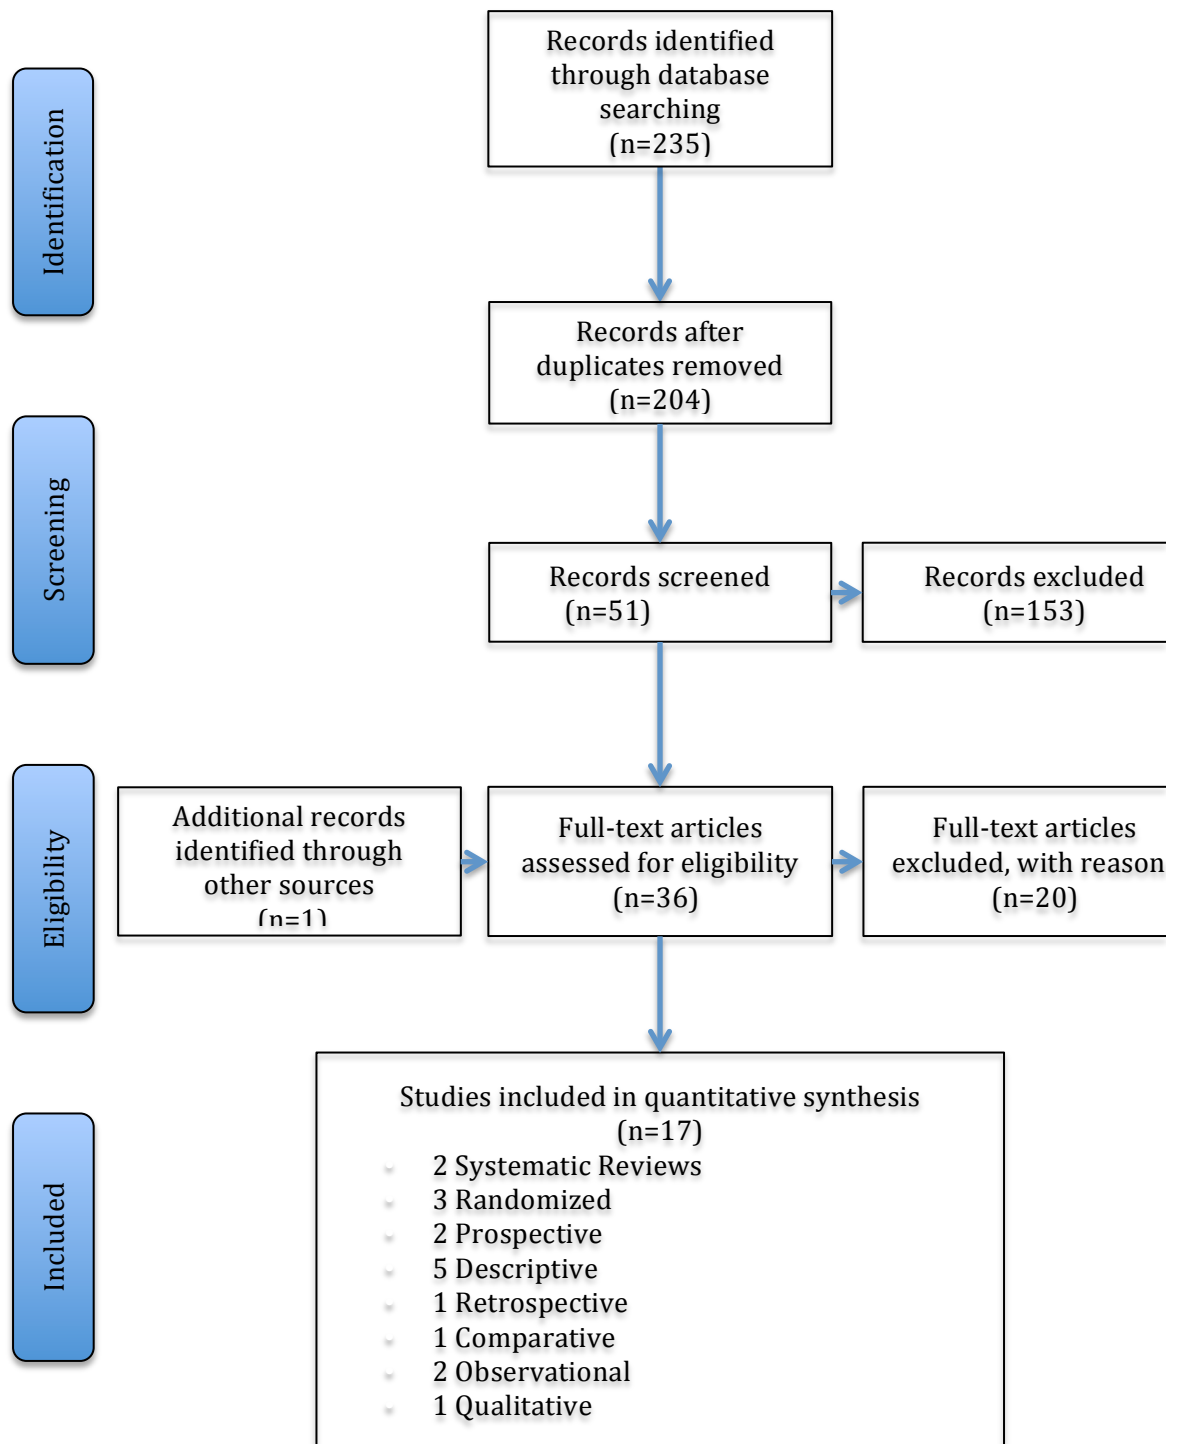 Identification
Records identified
through database
searching
(n=235)
Records after
duplicates removed
(n=204)
Screening
Records screened
(n=51)
Records excluded
(n=153)
Eligibility
Additional records
identified through
other sources
(n=1)
Full-text articles
assessed for eligibility
(n=36)
Full-text articles
excluded, with reason
(n=20)
Included
Studies included in quantitative synthesis
(n=17)
2 Systematic Reviews
3 Randomized
2 Prospective
5 Descriptive
1 Retrospective
1 Comparative
2 Observational
1 Qualitative